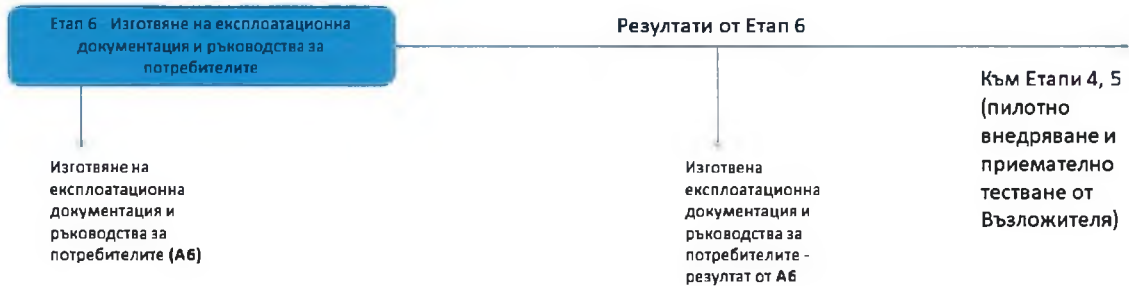 Етап 6 - Изготвяне на експлоатационна
документация и ръководства за
потребителите
Резултати от Етап 6
Към Етапи 4, 5
(пилотно
внедряване и
приемателно
тестване от
Възложителя)
Изготвяне на
експлоатационна
документация и
ръководства за
потребителите (А6)
Изготвена
експлоатационна
документация и
ръководства за
потребителите -
резултат от А6